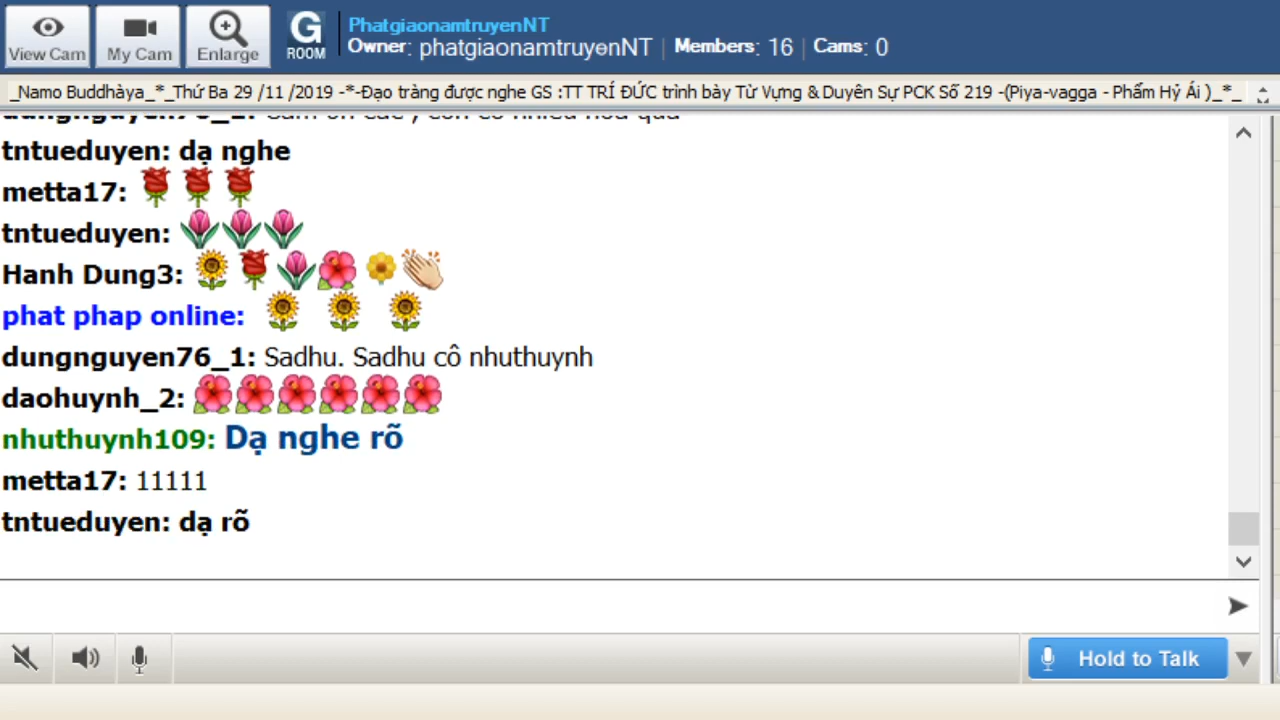 View Cam
My Cam
Enlarge
G
ROOM
PhatgiaonamtruyenNT
Owner: phatgiaonamtruyenNT | Members: 16 | Cams: 0
_Namo Buddhàya_*_Thứ Ba 29 /11 /2019 -*-Đạo tràng được nghe GS :TT TRÍ ĐỨC trình bày Từ Vựng & Duyên Sự PCK Số 219 -(Piya-vagga - Phẩm Hỷ Ái )_*_
tntueduyen: dạ nghe
metta17:
tntueduyen:
Hanh Dung3:
phat phap online:
dungnguyen76_1: Sadhu. Sadhu cô nhuthuynh
daohuynh_2:
nhuthuynh109: Dạ nghe rõ
metta17: 11111
tntueduyen: dạ rõ
Hold to Talk